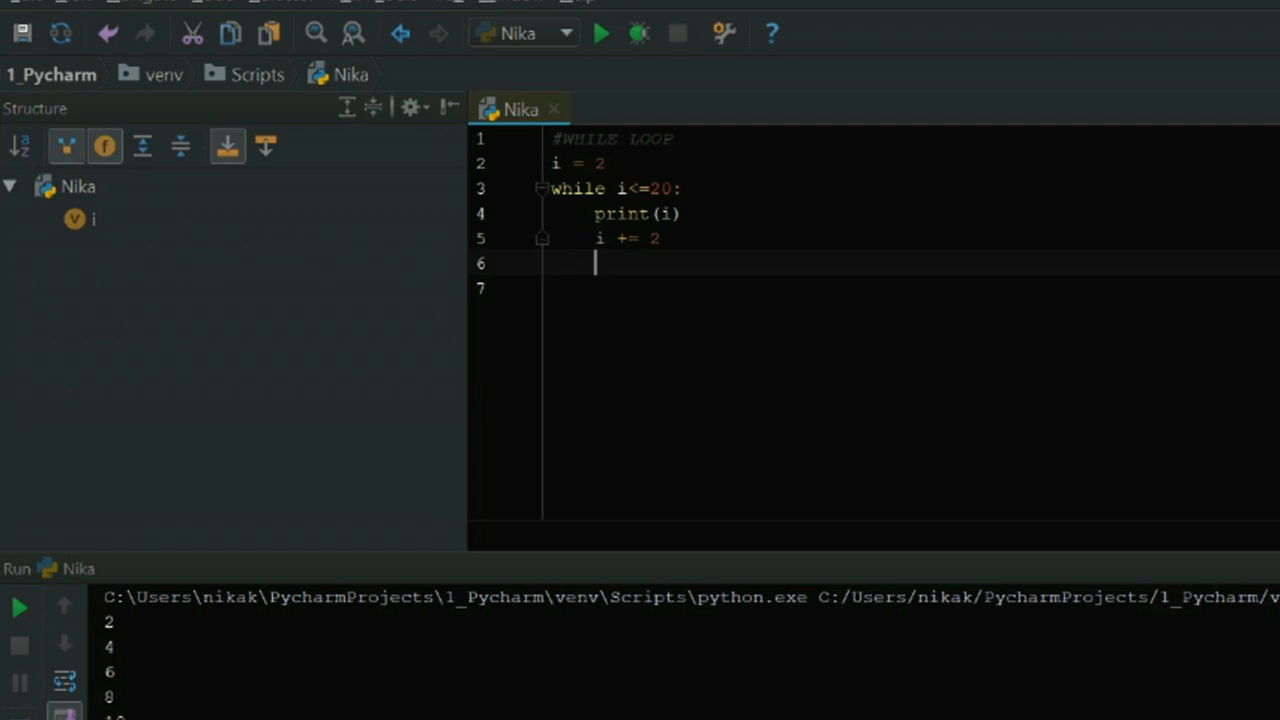 Nika
1_Pycharm venv Scripts Nika
Structure
Nika
1 #WHILE LOOP
2 i = 2
3 while i<=20:
4 print(i)
5 i += 2
6
7
Nika
i
Run Nika
C:\Users\nikak\PycharmProjects\1_Pycharm\venv\Scripts\python.exe C:/Users/nikak/PycharmProjects/1_Pycharm/v
2
4
6
8